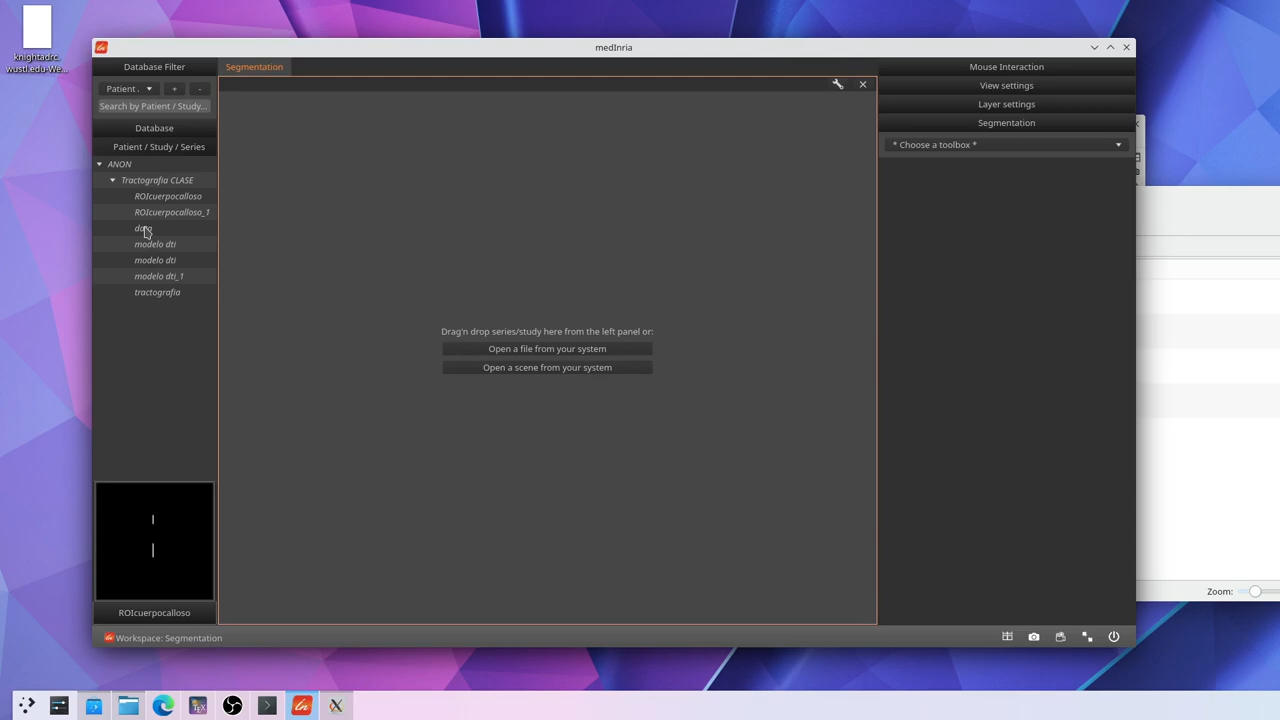 knightadrc.
wustl.edu-We...
medInria
Database Filter
Patient .
+
-
Search by Patient / Study...
Database
Patient / Study / Series
ANON
Tractografia CLASE
ROIcuerpocalloso
ROIcuerpocalloso_1
data
modelo dti
modelo dti
modelo dti_1
tractografia
ROIcuerpocalloso
Segmentation
Drag'n drop series/study here from the left panel or:
Open a file from your system
Open a scene from your system
Mouse Interaction
View settings
Layer settings
Segmentation
* Choose a toolbox *
Workspace: Segmentation
Zoom: